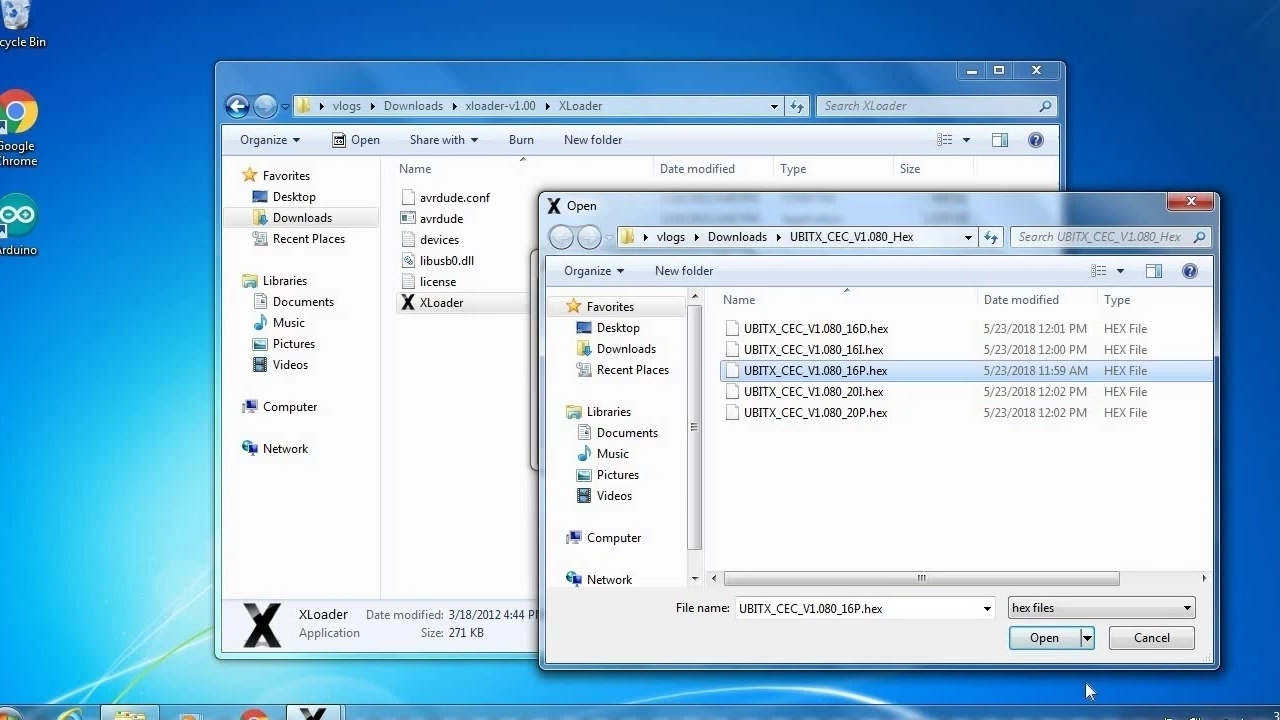 cycle Bin
Google
Chrome
Arduino
vlogs Downloads xloader-v1.00 XLoader
Search XLoader
Organize Open Share with Burn New folder
Name Date modified Type Size
Favorites
Desktop
Downloads
Recent Places
Libraries
Documents
Music
Pictures
Videos
Computer
Network
avrdude.conf
avrdude
devices
libusb0.dll
license
XLoader
XLoader Date modified: 3/18/2012 4:44
Application Size: 271 KB
Open
vlogs Downloads UBITX_CEC_V1.080_Hex
Search UBITX_CEC_V1.080_Hex
Organize New folder
Favorites
Desktop
Downloads
Recent Places
Libraries
Documents
Music
Pictures
Videos
Computer
Network
Name Date modified Type
UBITX_CEC_V1.080_16D.hex 5/23/2018 12:01 PM HEX File
UBITX_CEC_V1.080_16I.hex 5/23/2018 12:00 PM HEX File
UBITX_CEC_V1.080_16P.hex 5/23/2018 11:59 AM HEX File
UBITX_CEC_V1.080_20I.hex 5/23/2018 12:02 PM HEX File
UBITX_CEC_V1.080_20P.hex 5/23/2018 12:02 PM HEX File
File name: UBITX_CEC_V1.080_16P.hex
hex files
Open Cancel